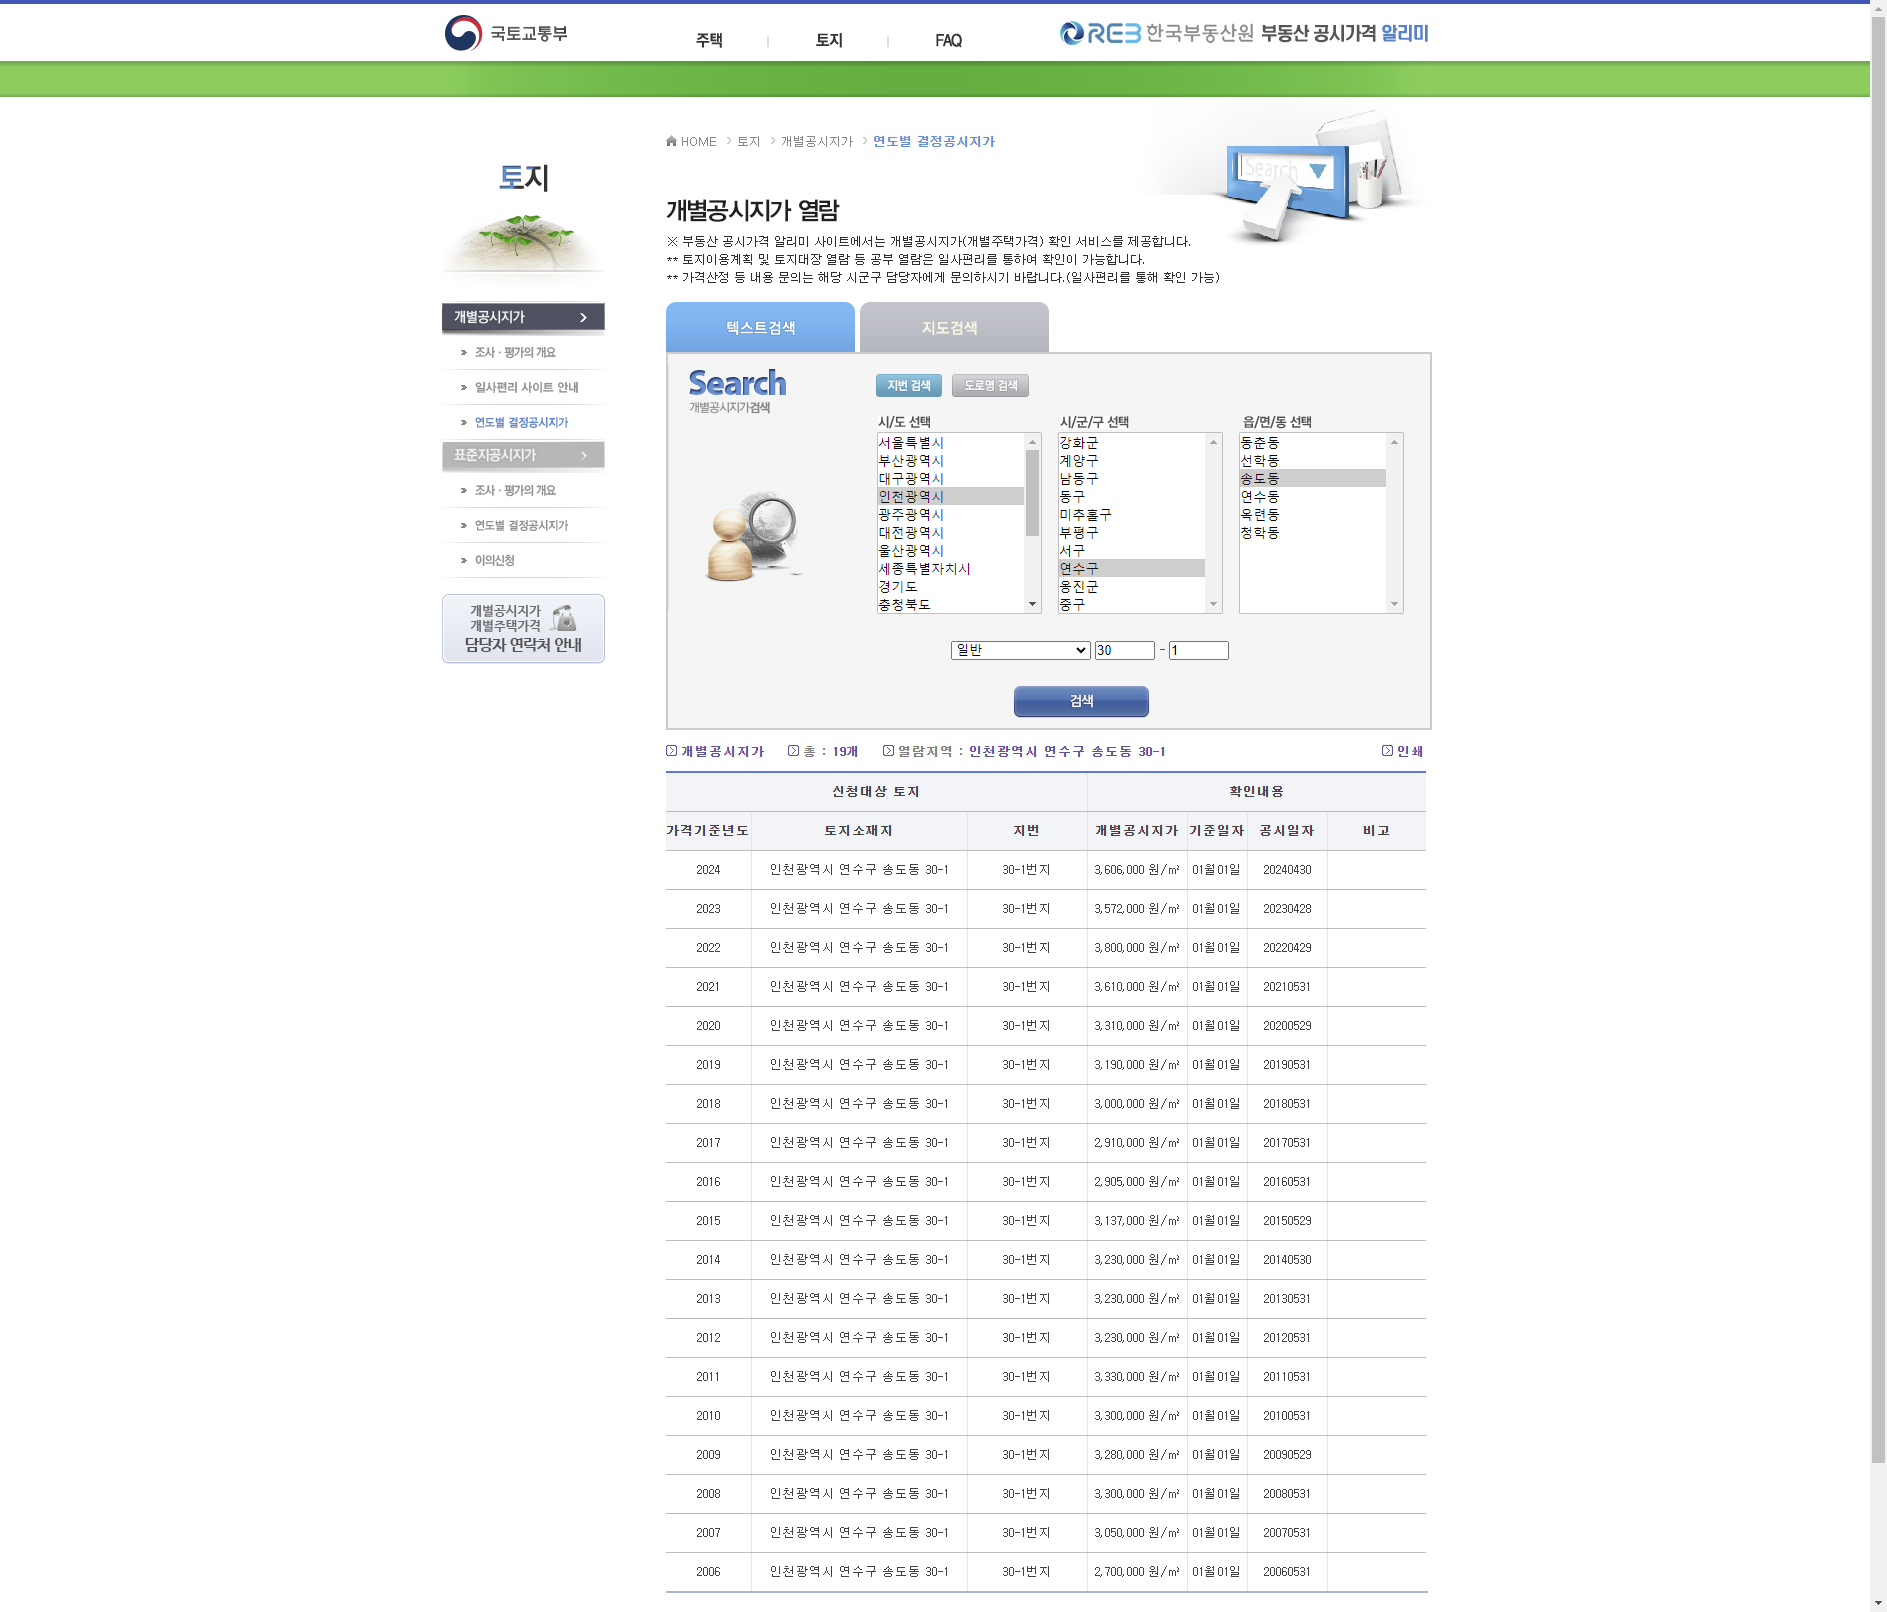 국토교통부
주택
토지
FAQ
REB 한국부동산원 부동산 공시가격 알리미
HOME > 토지 > 개별공시지가 > 연도별 결정공시지가
Search
토지
개별공시지가 열람
※ 부동산 공시가격 알리미 사이트에서는 개별공시지가(개별주택가격) 확인 서비스를 제공합니다.
** 토지이용계획 및 토지대장 열람 등 공부 열람은 일사편리를 통하여 확인이 가능합니다.
** 가격산정 등 내용 문의는 해당 시군구 담당자에게 문의하시기 바랍니다.(일사편리를 통해 확인 가능)
개별공시지가
조사ㆍ평가의 개요
일사편리 사이트 안내
연도별 결정공시지가
표준지공시지가
조사ㆍ평가의 개요
연도별 결정공시지가
이의신청
개별공시지가
개별주택가격
담당자 연락처 안내
텍스트검색
지도검색
Search
개별공시지가검색
지번 검색
도로명 검색
시/도 선택
서울특별시
부산광역시
대구광역시
인천광역시
광주광역시
대전광역시
울산광역시
세종특별자치시
경기도
충청북도
시/군/구 선택
강화군
계양구
남동구
동구
미추홀구
부평구
서구
연수구
옹진군
중구
읍/면/동 선택
동춘동
선학동
송도동
연수동
옥련동
청학동
일반 30 - 1
검색
개별공시지가 총 : 19개 열람지역 : 인천광역시 연수구 송도동 30-1 인쇄
신청대상 토지 확인내용
가격기준년도 토지소재지 지번 개별공시지가 기준일자 공시일자 비고
2024 인천광역시 연수구 송도동 30-1 30-1번지 3,606,000 원/㎡ 01월01일 20240430
2023 인천광역시 연수구 송도동 30-1 30-1번지 3,572,000 원/㎡ 01월01일 20230428
2022 인천광역시 연수구 송도동 30-1 30-1번지 3,800,000 원/㎡ 01월01일 20220429
2021 인천광역시 연수구 송도동 30-1 30-1번지 3,610,000 원/㎡ 01월01일 20210531
2020 인천광역시 연수구 송도동 30-1 30-1번지 3,310,000 원/㎡ 01월01일 20200529
2019 인천광역시 연수구 송도동 30-1 30-1번지 3,190,000 원/㎡ 01월01일 20190531
2018 인천광역시 연수구 송도동 30-1 30-1번지 3,000,000 원/㎡ 01월01일 20180531
2017 인천광역시 연수구 송도동 30-1 30-1번지 2,910,000 원/㎡ 01월01일 20170531
2016 인천광역시 연수구 송도동 30-1 30-1번지 2,905,000 원/㎡ 01월01일 20160531
2015 인천광역시 연수구 송도동 30-1 30-1번지 3,137,000 원/㎡ 01월01일 20150529
2014 인천광역시 연수구 송도동 30-1 30-1번지 3,230,000 원/㎡ 01월01일 20140530
2013 인천광역시 연수구 송도동 30-1 30-1번지 3,230,000 원/㎡ 01월01일 20130531
2012 인천광역시 연수구 송도동 30-1 30-1번지 3,230,000 원/㎡ 01월01일 20120531
2011 인천광역시 연수구 송도동 30-1 30-1번지 3,330,000 원/㎡ 01월01일 20110531
2010 인천광역시 연수구 송도동 30-1 30-1번지 3,300,000 원/㎡ 01월01일 20100531
2009 인천광역시 연수구 송도동 30-1 30-1번지 3,280,000 원/㎡ 01월01일 20090529
2008 인천광역시 연수구 송도동 30-1 30-1번지 3,300,000 원/㎡ 01월01일 20080531
2007 인천광역시 연수구 송도동 30-1 30-1번지 3,050,000 원/㎡ 01월01일 20070531
2006 인천광역시 연수구 송도동 30-1 30-1번지 2,700,000 원/㎡ 01월01일 20060531